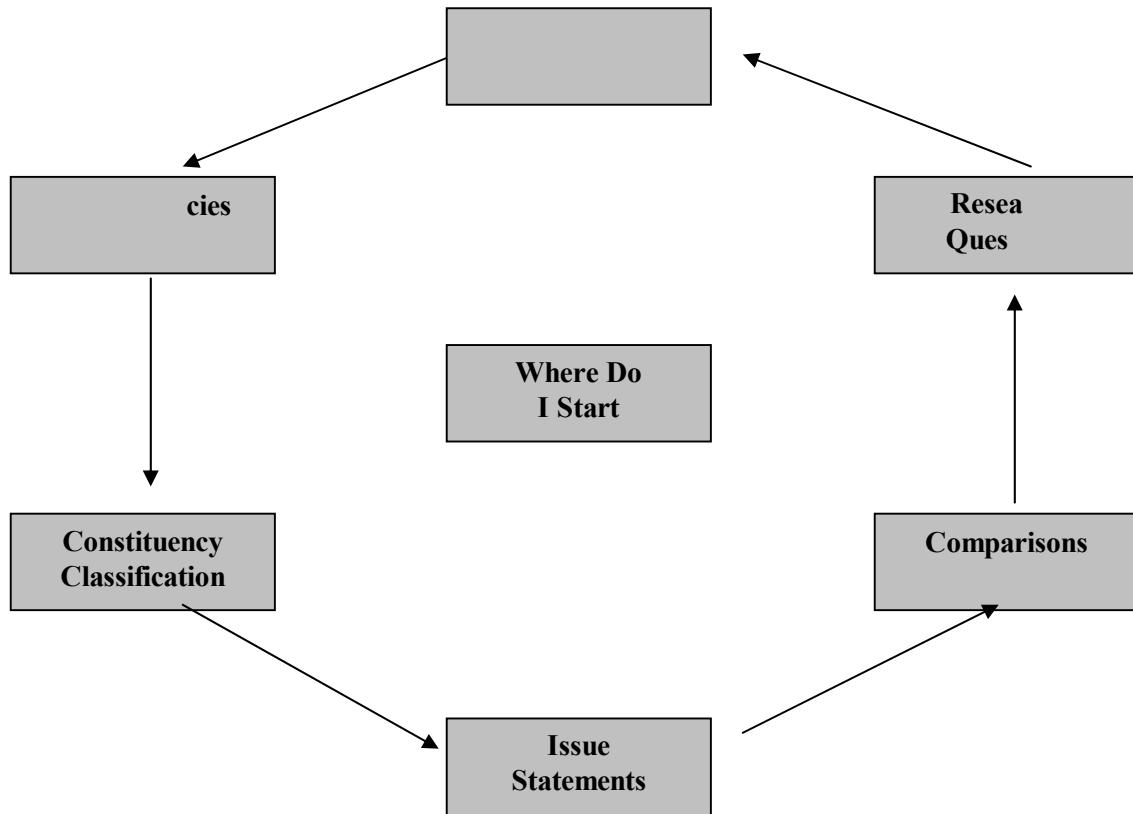 cies
Resea
Ques
Where Do
I Start
Constituency
Classification
Comparisons
Issue
Statements